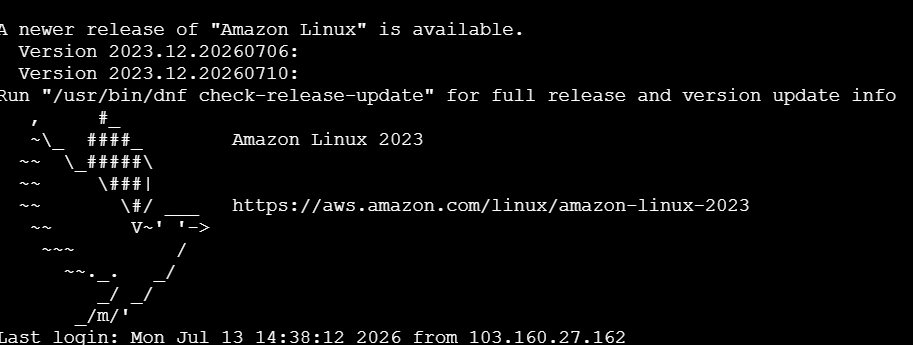 A newer release of "Amazon Linux" is available.
  Version 2023.12.20260706:
  Version 2023.12.20260710:
Run "/usr/bin/dnf check-release-update" for full release and version update info
   ,     #_
   ~\_  ####_        Amazon Linux 2023
  ~~  \_#####\
  ~~     \###|
  ~~       \#/ ___   https://aws.amazon.com/linux/amazon-linux-2023
   ~~       V~' '->
    ~~~         /
      ~~._.   _/
         _/ _/
       _/m/'
Last login: Mon Jul 13 14:38:12 2026 from 103.160.27.162